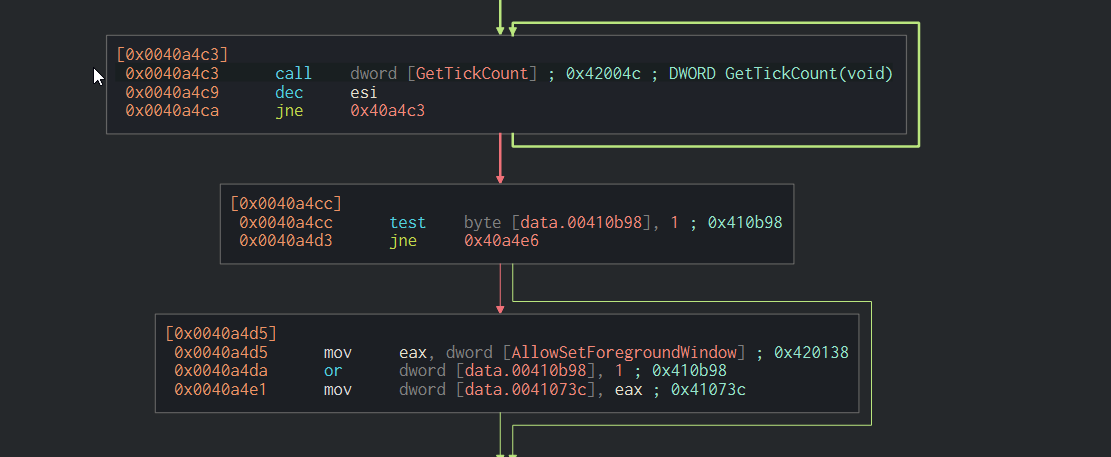 [0x0040a4c3]
0x0040a4c3 call dword [GetTickCount] ; 0x42004c ; DWORD GetTickCount(void)
0x0040a4c9 dec esi
0x0040a4ca jne 0x40a4c3
[0x0040a4cc]
0x0040a4cc test byte [data.00410b98], 1 ; 0x410b98
0x0040a4d3 jne 0x40a4e6
[0x0040a4d5]
0x0040a4d5 mov eax, dword [AllowSetForegroundWindow] ; 0x420138
0x0040a4da or dword [data.00410b98], 1 ; 0x410b98
0x0040a4e1 mov dword [data.0041073c], eax ; 0x41073c